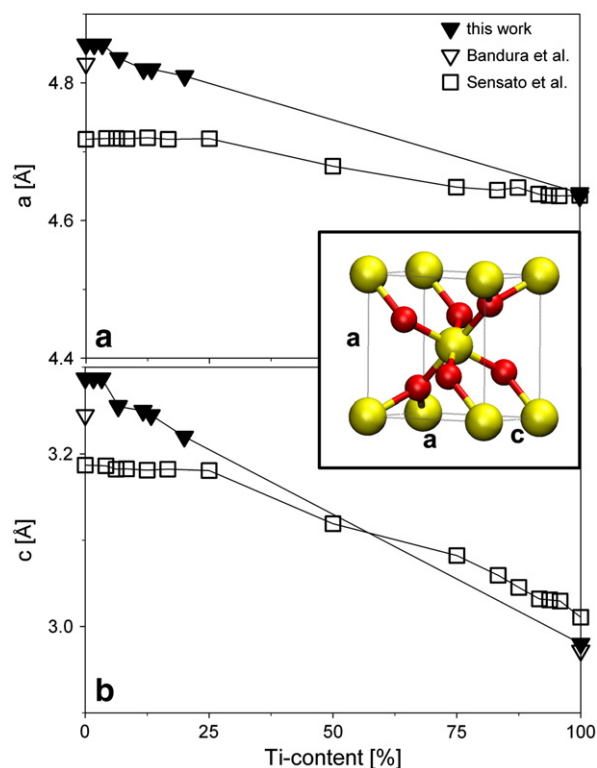 this work
Bandura et al.
Sensato et al.
4.8
a [Å]
4.6
a
4.4
a
a
c
3.2
c [Å]
3.0
b
0
25
50
75
100
Ti-content [%]